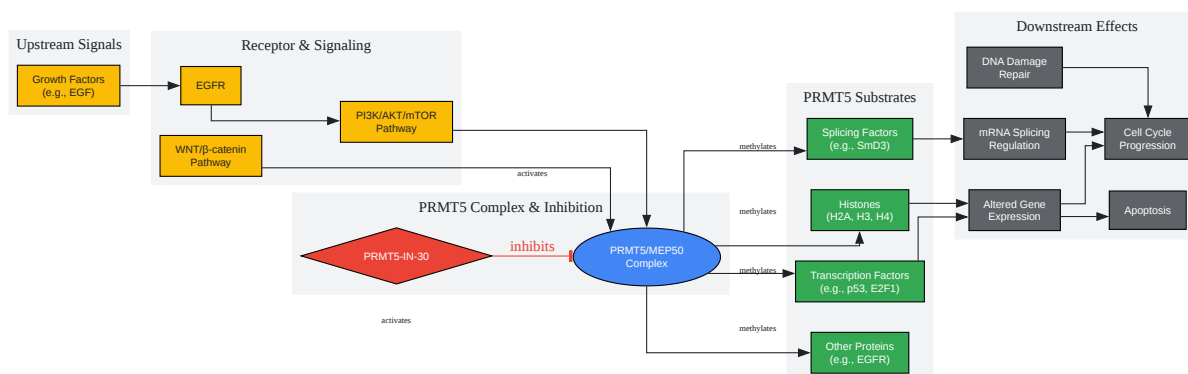 Upstream Signals
Growth Factors
(e.g., EGF)
Receptor & Signaling
EGFR
PI3K/AKT/mTOR
Pathway
WNT/β-catenin
Pathway
activates
PRMT5 Complex & Inhibition
PRMT5-IN-30
inhibits
PRMT5/MEP50
Complex
activates
methylates
methylates
methylates
methylates
PRMT5 Substrates
Splicing Factors
(e.g., SmD3)
Histones
(H2A, H3, H4)
Transcription Factors
(e.g., p53, E2F1)
Other Proteins
(e.g., EGFR)
Downstream Effects
DNA Damage
Repair
mRNA Splicing
Regulation
Cell Cycle
Progression
Altered Gene
Expression
Apoptosis